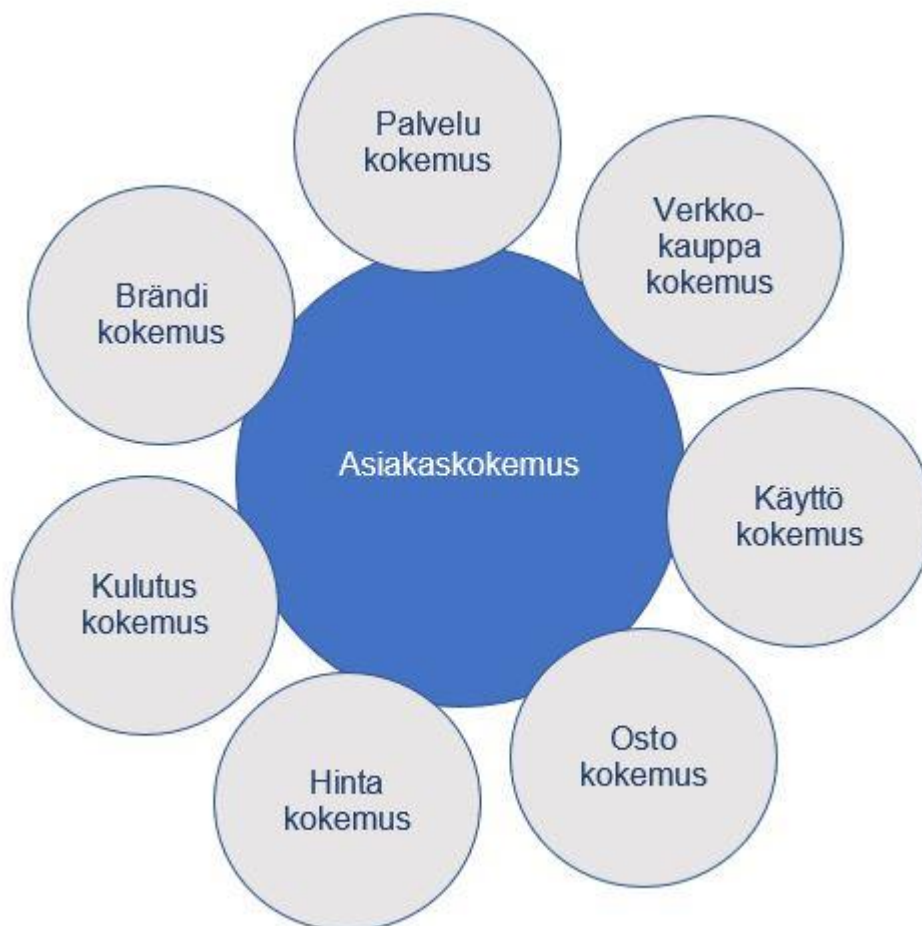 Palvelu
kokemus
Verkko-
kauppa
kokemus
Brändi
kokemus
Asiakaskokemus
Käyttö
kokemus
Kulutus
kokemus
Osto
kokemus
Hinta
kokemus